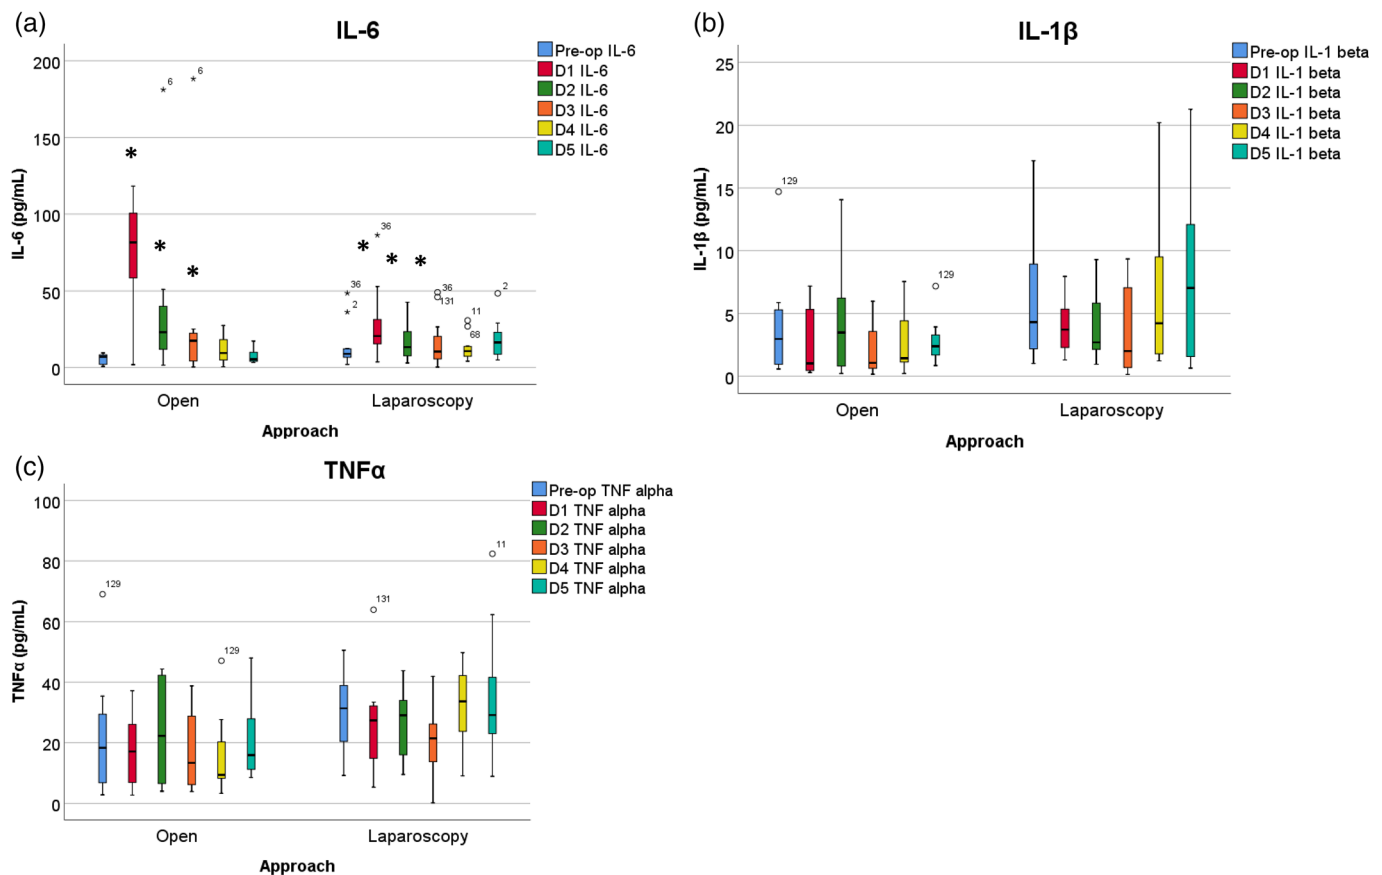 (a)
IL-6
IL-6 (pg/mL)
200
150
100
50
0
* 6
* 6
*
*
*
* 36
* 2
*
* 36
*
*
36
131
11
68
2
Open
Laparoscopy
Approach
Pre-op IL-6
D1 IL-6
D2 IL-6
D3 IL-6
D4 IL-6
D5 IL-6
(b)
IL-1β
IL-1β (pg/mL)
25
20
15
10
5
0
129
129
Open
Laparoscopy
Approach
Pre-op IL-1 beta
D1 IL-1 beta
D2 IL-1 beta
D3 IL-1 beta
D4 IL-1 beta
D5 IL-1 beta
(c)
TNFα
TNFα (pg/mL)
100
80
60
40
20
0
129
129
131
11
Open
Laparoscopy
Approach
Pre-op TNF alpha
D1 TNF alpha
D2 TNF alpha
D3 TNF alpha
D4 TNF alpha
D5 TNF alpha